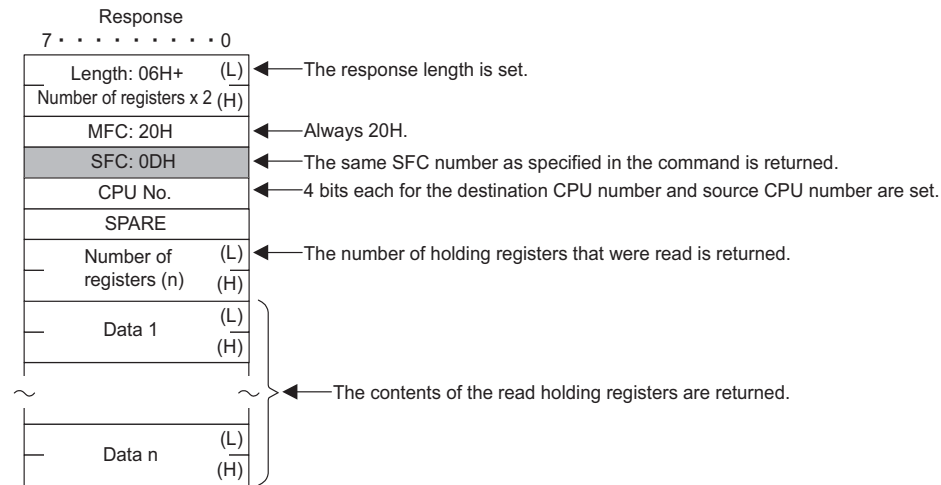 Response
7 · · · · · · · · · 0
Length: 06H+ (L) The response length is set.
Number of registers x 2 (H)
MFC: 20H Always 20H.
SFC: 0DH The same SFC number as specified in the command is returned.
CPU No. 4 bits each for the destination CPU number and source CPU number are set.
SPARE
Number of (L) The number of holding registers that were read is returned.
registers (n) (H)
Data 1 (L)
(H)
~ ~ The contents of the read holding registers are returned.
Data n (L)
(H)